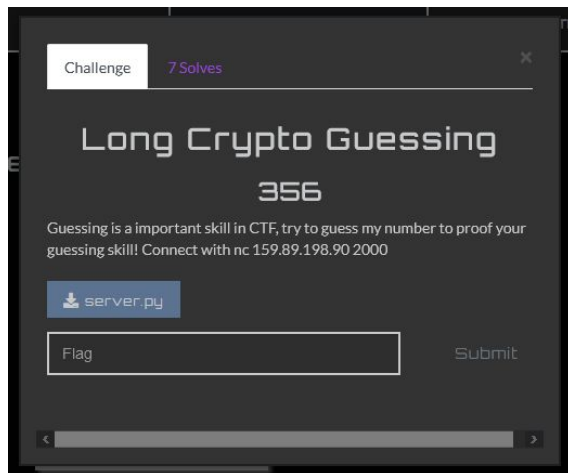 Challenge
7 Solves
×
Long Crypto Guessing
356
Guessing is a important skill in CTF, try to guess my number to proof your
guessing skill! Connect with nc 159.89.198.90 2000
server.py
Flag
Submit